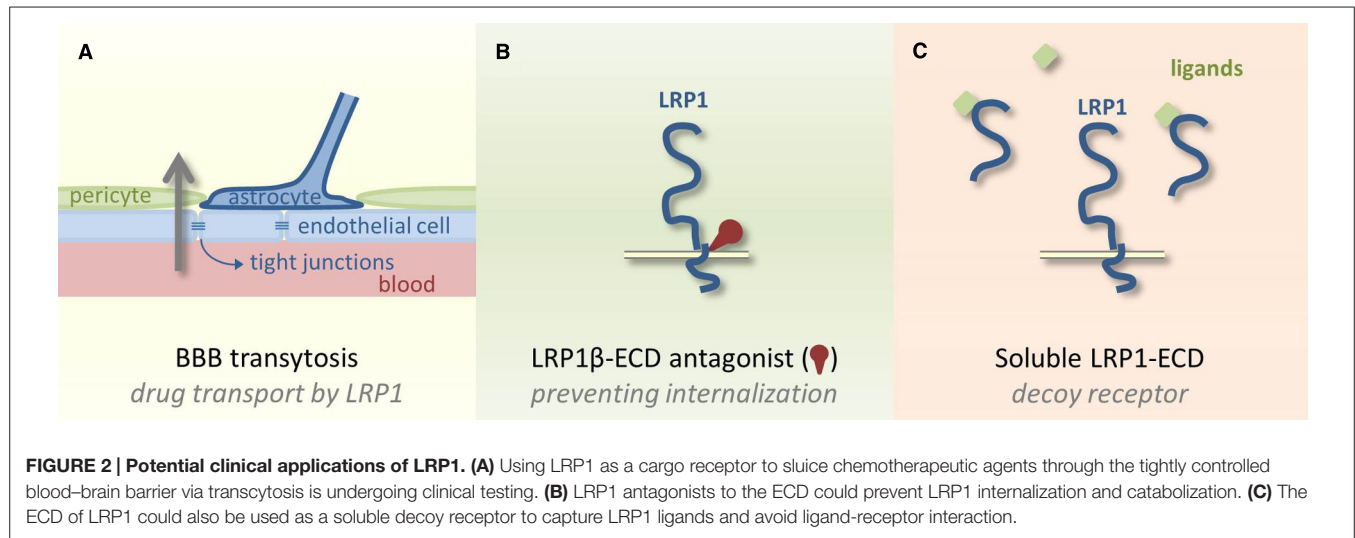 A
pericyte
astrocyte
endothelial cell
tight junctions
blood
BBB transytosis
drug transport by LRP1
B
LRP1
LRP1β-ECD antagonist ( )
preventing internalization
C
ligands
LRP1
Soluble LRP1-ECD
decoy receptor
FIGURE 2 | Potential clinical applications of LRP1. (A) Using LRP1 as a cargo receptor to sluice chemotherapeutic agents through the tightly controlled
blood–brain barrier via transcytosis is undergoing clinical testing. (B) LRP1 antagonists to the ECD could prevent LRP1 internalization and catabolization. (C) The
ECD of LRP1 could also be used as a soluble decoy receptor to capture LRP1 ligands and avoid ligand-receptor interaction.